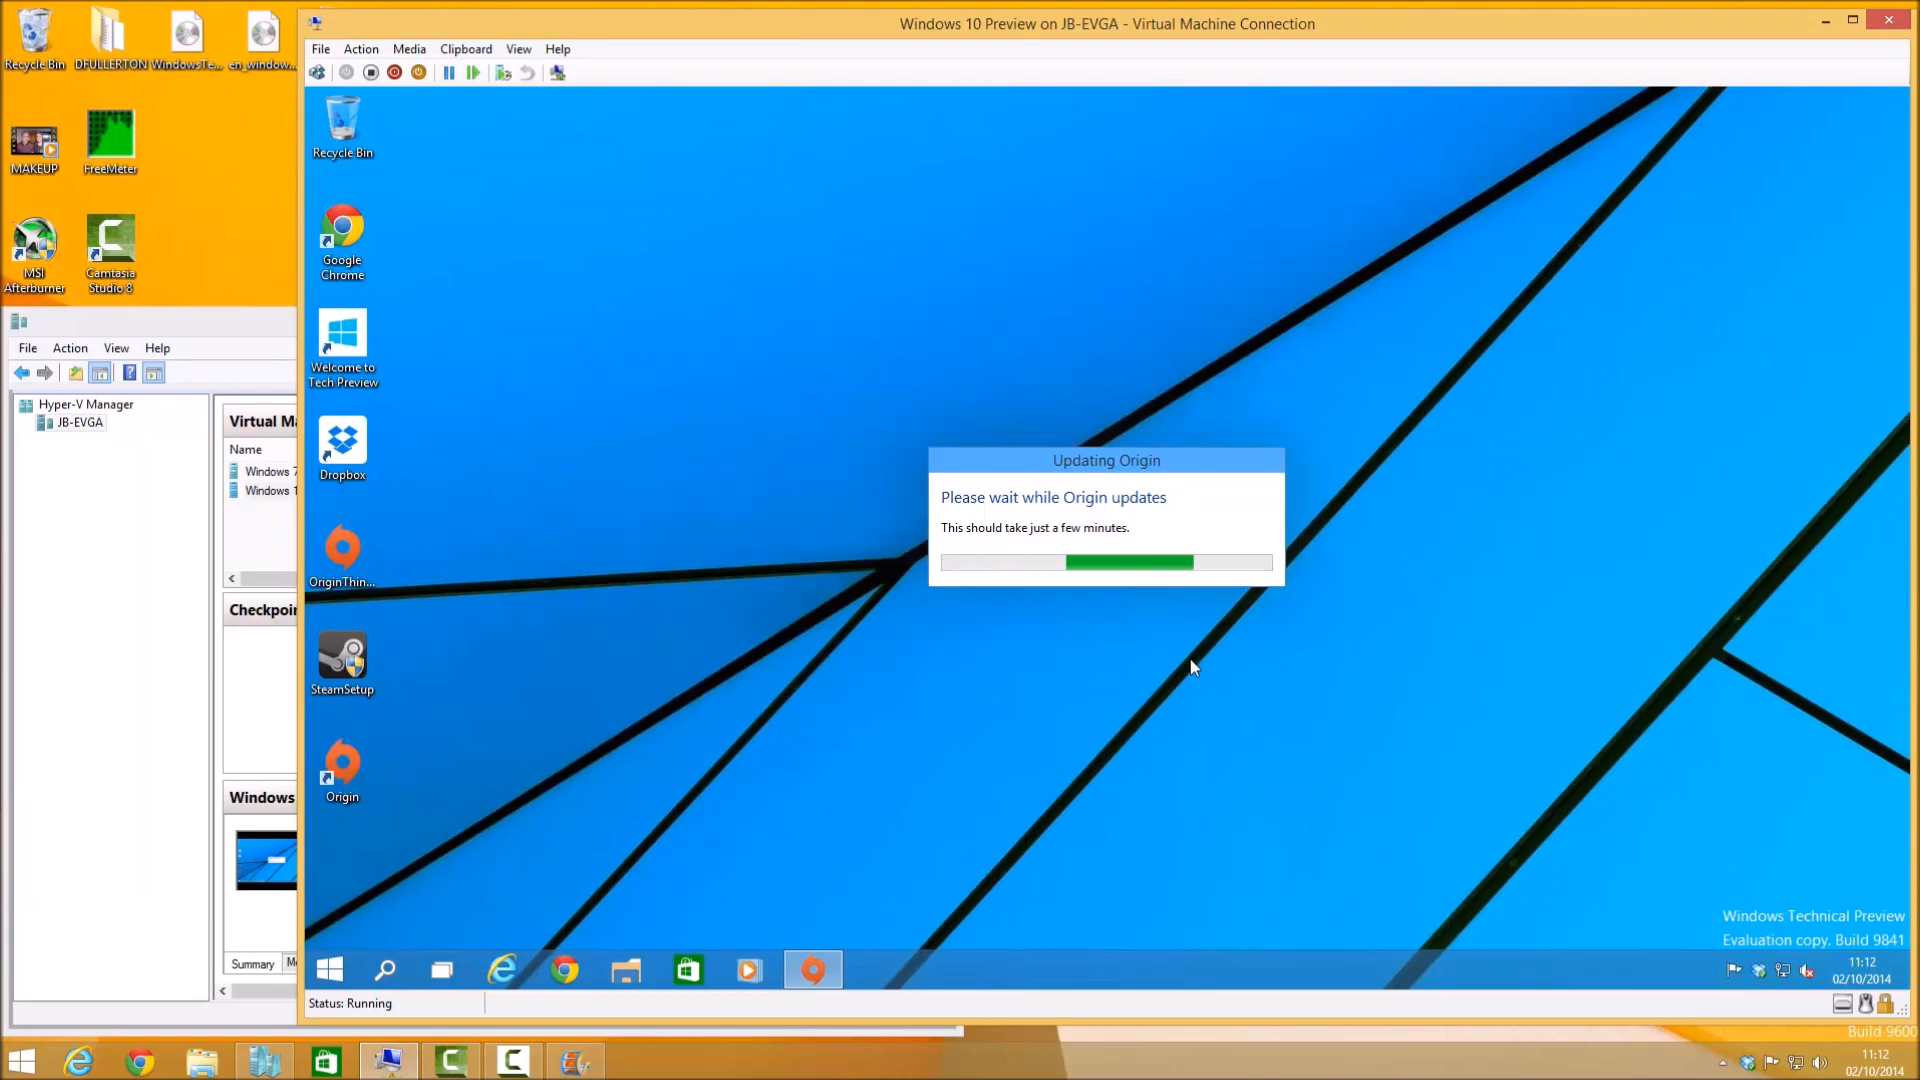 Windows 10 Preview on JB-EVGA - Virtual Machine Connection
File Action Media Clipboard View Help
Recycle Bin
DFULLERTON
WindowsTe...
en_window...
MAKEUP
FreeMeter
MSI
Afterburner
Camtasia
Studio 8
File Action View Help
Hyper-V Manager
JB-EVGA
Virtual Ma
Name
Windows 7
Windows 1
Checkpoin
Windows
Summary
Recycle Bin
Google
Chrome
Welcome to
Tech Preview
Dropbox
OriginThin...
SteamSetup
Origin
Updating Origin
Please wait while Origin updates
This should take just a few minutes.
Windows Technical Preview
Evaluation copy. Build 9841
11:12
02/10/2014
Status: Running
Build 9600
11:12
02/10/2014